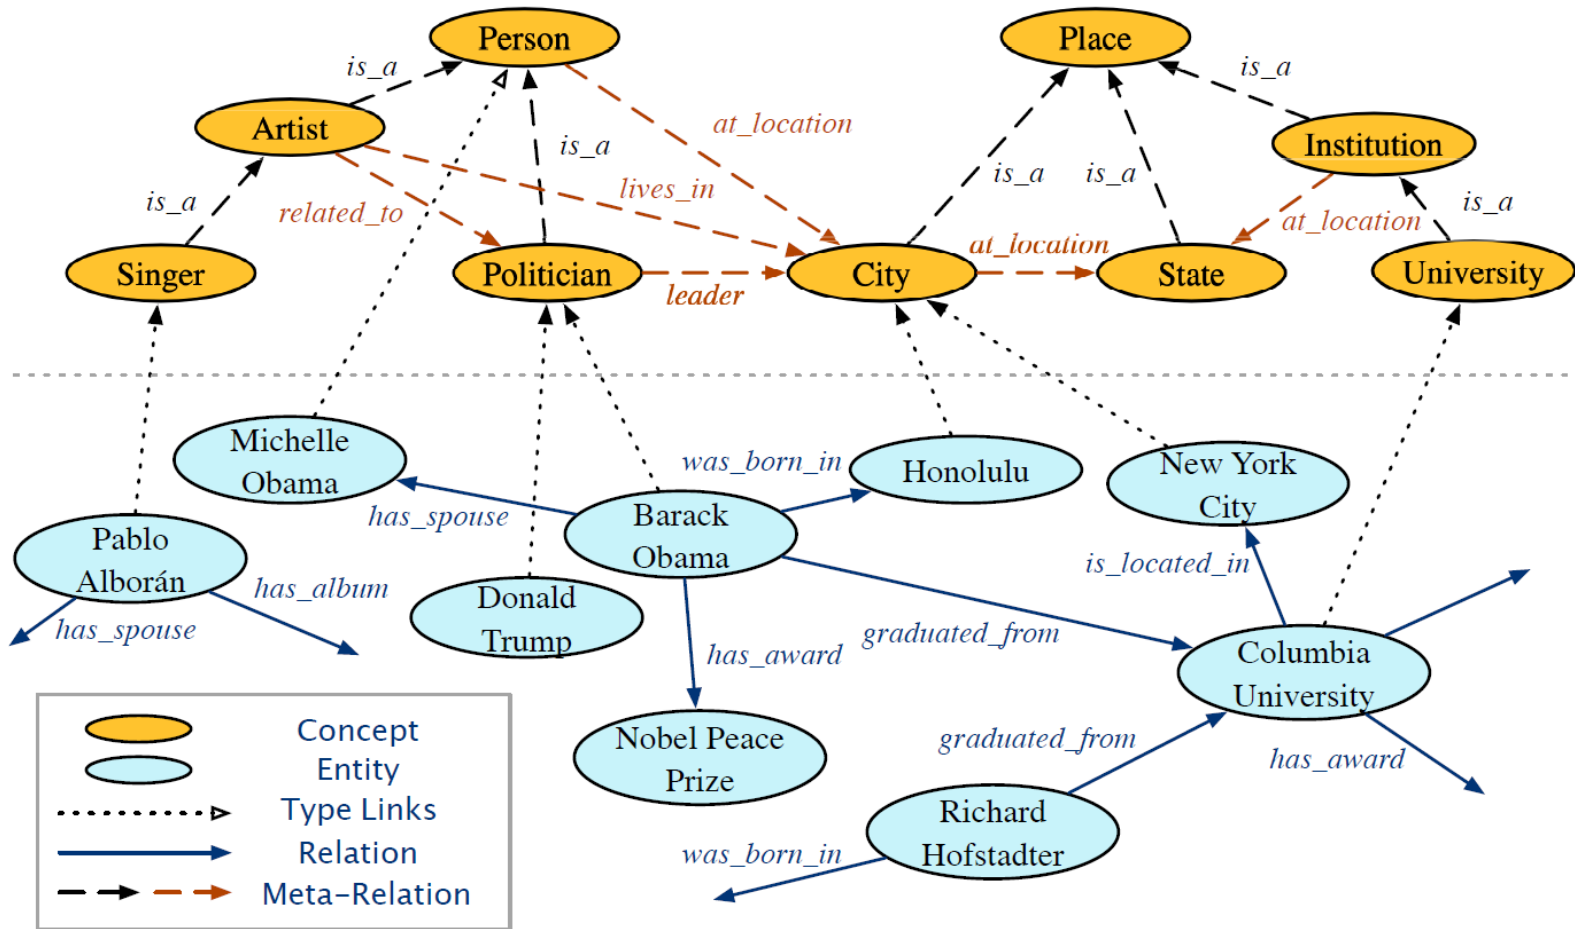 Person
Place
is_a
is_a
Artist
at_location
Institution
is_a
is_a
is_a
is_a
lives_in
is_a
related_to
at_location
at_location
Singer
Politician
City
State
University
leader
Michelle
Obama
was_born_in
Honolulu
New York
City
has_spouse
Barack
Obama
Pablo
Alborán
is_located_in
has_album
Donald
Trump
has_spouse
graduated_from
has_award
Columbia
University
Nobel Peace
Prize
graduated_from
has_award
Richard
Hofstadter
was_born_in
Concept
Entity
Type Links
Relation
Meta-Relation